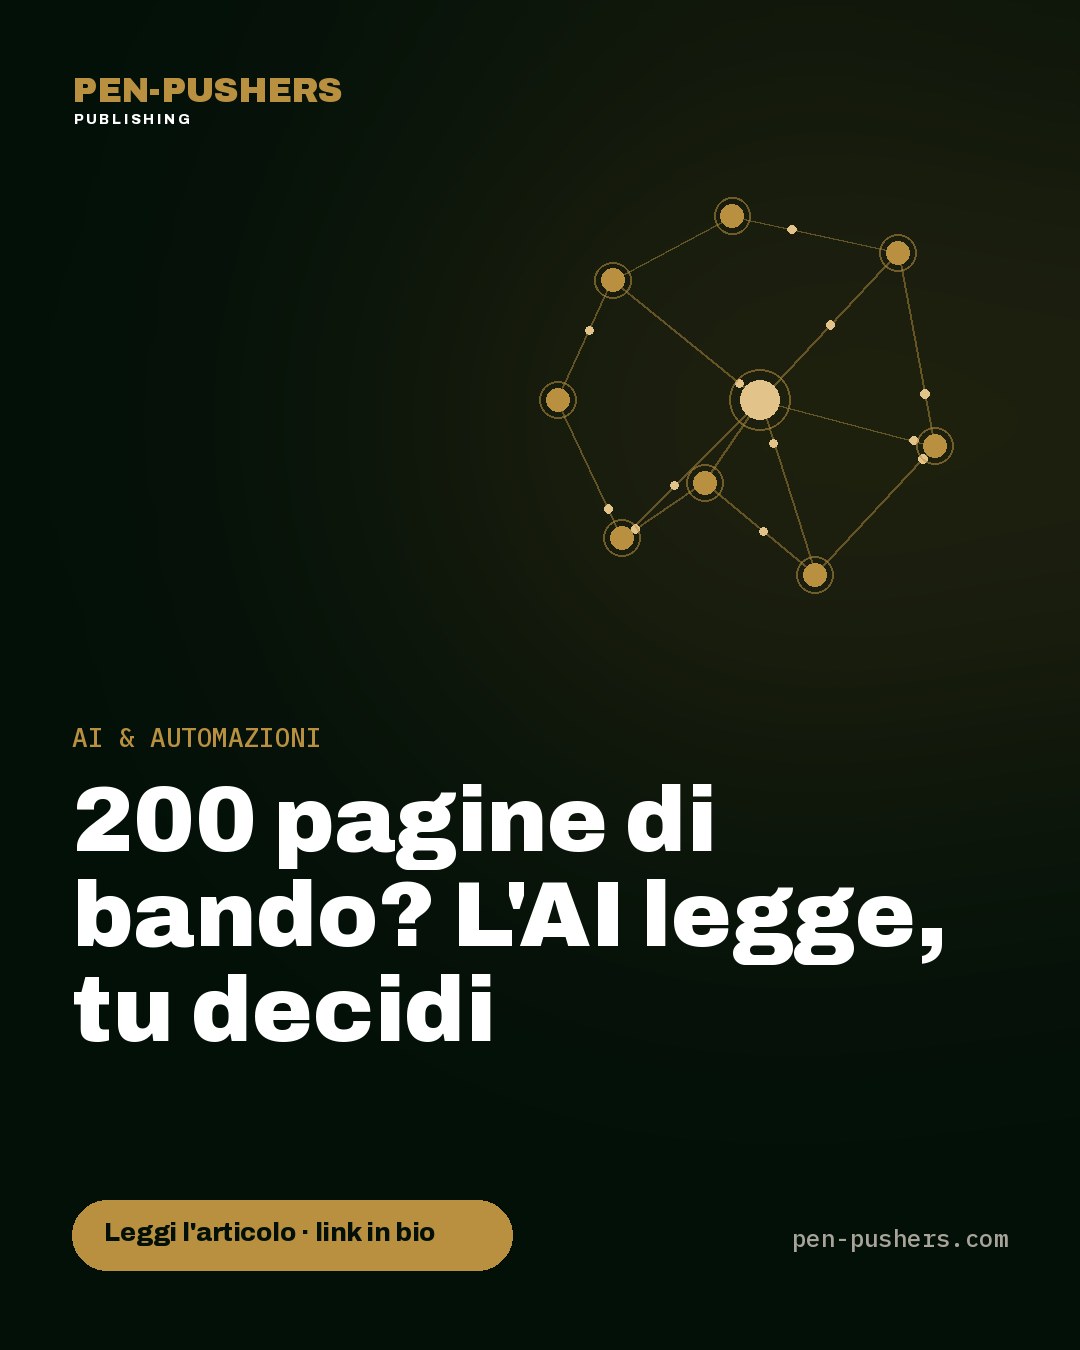 PEN-PUSHERS
PUBLISHING
AI & AUTOMAZIONI
200 pagine di
bando? L'AI legge,
tu decidi
Leggi l'articolo · link in bio
pen-pushers.com